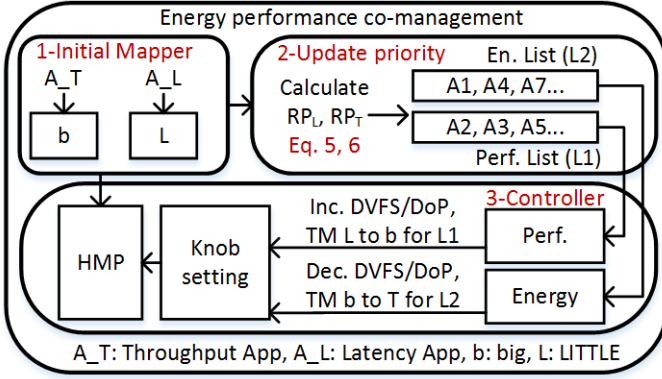 Energy performance co-management
1-Initial Mapper
A_T
A_L
b
L
2-Update priority
En. List (L2)
Calculate
RP_L, RP_T
Eq. 5, 6
A1, A4, A7...
A2, A3, A5...
Perf. List (L1)
3-Controller
HMP
Knob
setting
Inc. DVFS/DoP,
TM L to b for L1
Perf.
Dec. DVFS/DoP,
TM b to T for L2
Energy
A_T: Throughput App, A_L: Latency App, b: big, L: LITTLE